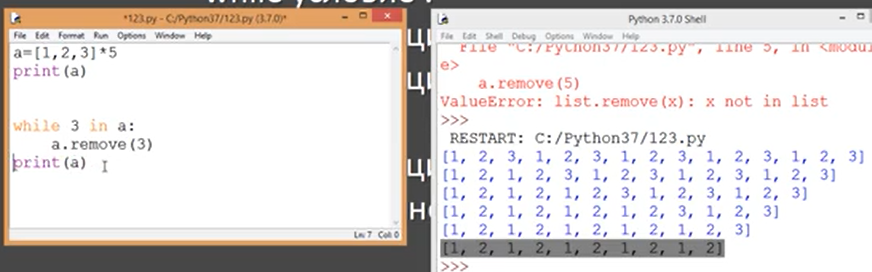 while услов
*123.py - C:/Python37/123.py (3.7.0)*
File Edit Format Run Options Window Help
a=[1,2,3]*5
print(a)
while 3 in a:
a.remove(3)
print(a)
Ln: 7 Col: 0
ци
ци
ци
не
Python 3.7.0 Shell
File Edit Shell Debug Options Window Help
File "C:/Python37/123.py", line 5, in <modul
e>
a.remove(5)
ValueError: list.remove(x): x not in list
>>>
RESTART: C:/Python37/123.py
[1, 2, 3, 1, 2, 3, 1, 2, 3, 1, 2, 3, 1, 2, 3]
[1, 2, 1, 2, 3, 1, 2, 3, 1, 2, 3, 1, 2, 3]
[1, 2, 1, 2, 1, 2, 3, 1, 2, 3, 1, 2, 3]
[1, 2, 1, 2, 1, 2, 1, 2, 3, 1, 2, 3]
[1, 2, 1, 2, 1, 2, 1, 2, 1, 2, 3]
[1, 2, 1, 2, 1, 2, 1, 2, 1, 2]
>>>